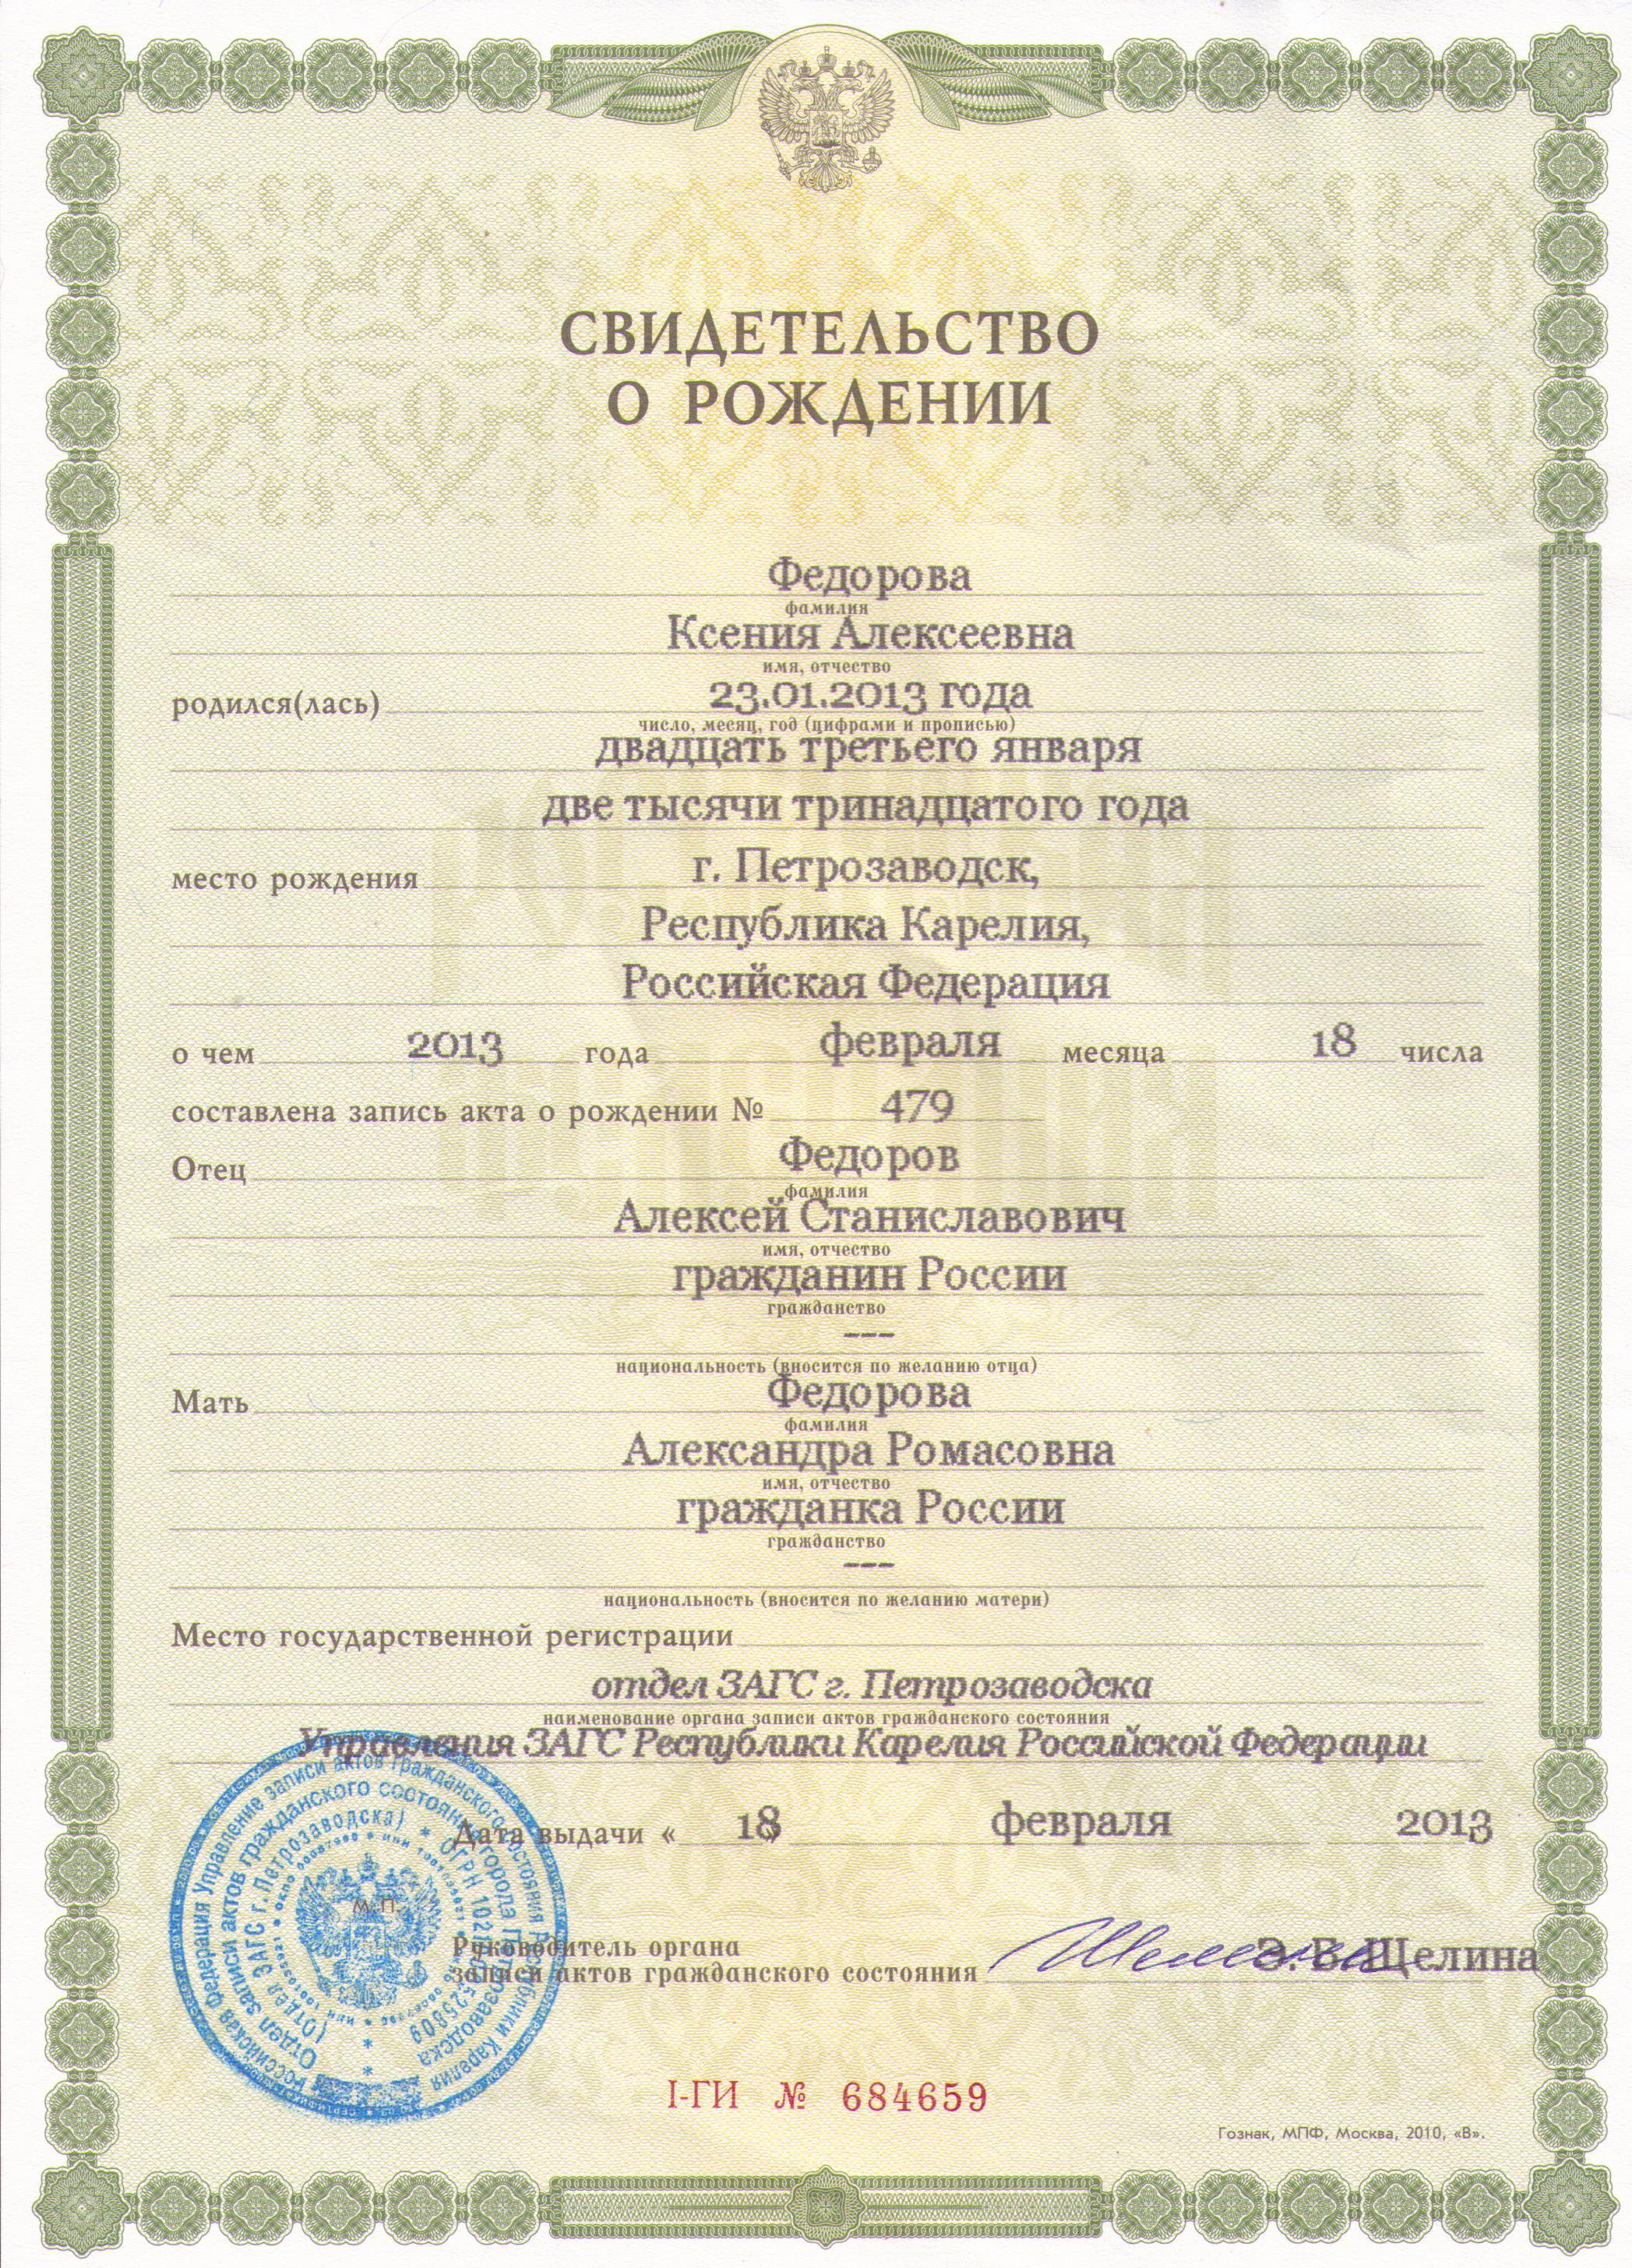 СВИДЕТЕЛЬСТВО
О РОЖДЕНИИ
Федорова
фамилия
Ксения Алексеевна
имя, отчество
родился(лась) 23.01.2013 года
число, месяц, год (цифрами и прописью)
двадцать третьего января
две тысячи тринадцатого года
место рождения г. Петрозаводск,
Республика Карелия,
Российская Федерация
о чем 2013 года февраля месяца 18 числа
составлена запись акта о рождении № 479
Отец Федоров
фамилия
Алексей Станиславович
имя, отчество
гражданин России
гражданство
---
национальность (вносится по желанию отца)
Мать Федорова
фамилия
Александра Ромасовна
имя, отчество
гражданка России
гражданство
---
национальность (вносится по желанию матери)
Место государственной регистрации
отдел ЗАГС г. Петрозаводска
наименование органа записи актов гражданского состояния
Управления ЗАГС Республики Карелия Российской Федерации
Дата выдачи « 18 февраля 2013
М.П.
Руководитель органа
записи актов гражданского состояния Э. В. Щелина
Российская Федерация Управление записи актов гражданского состояния Республики Карелия
Отдел записи актов гражданского состояния города Петрозаводска
(Отдел ЗАГС г. Петрозаводска) * ОГРН
I-ГИ № 684659
Гознак, МПФ, Москва, 2010, «В».